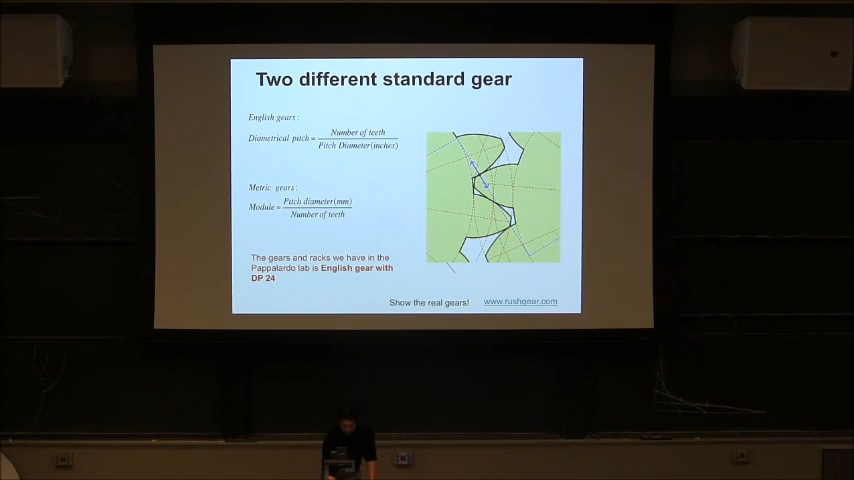 Two different standard gear
English gears:
Diametrical pitch = Number of teeth / Pitch Diameter(inches)
Metric gears:
Module = Pitch diameter(mm) / Number of teeth
The gears and racks we have in the
Pappalardo lab is English gear with
DP 24
Show the real gears! www.rushgear.com